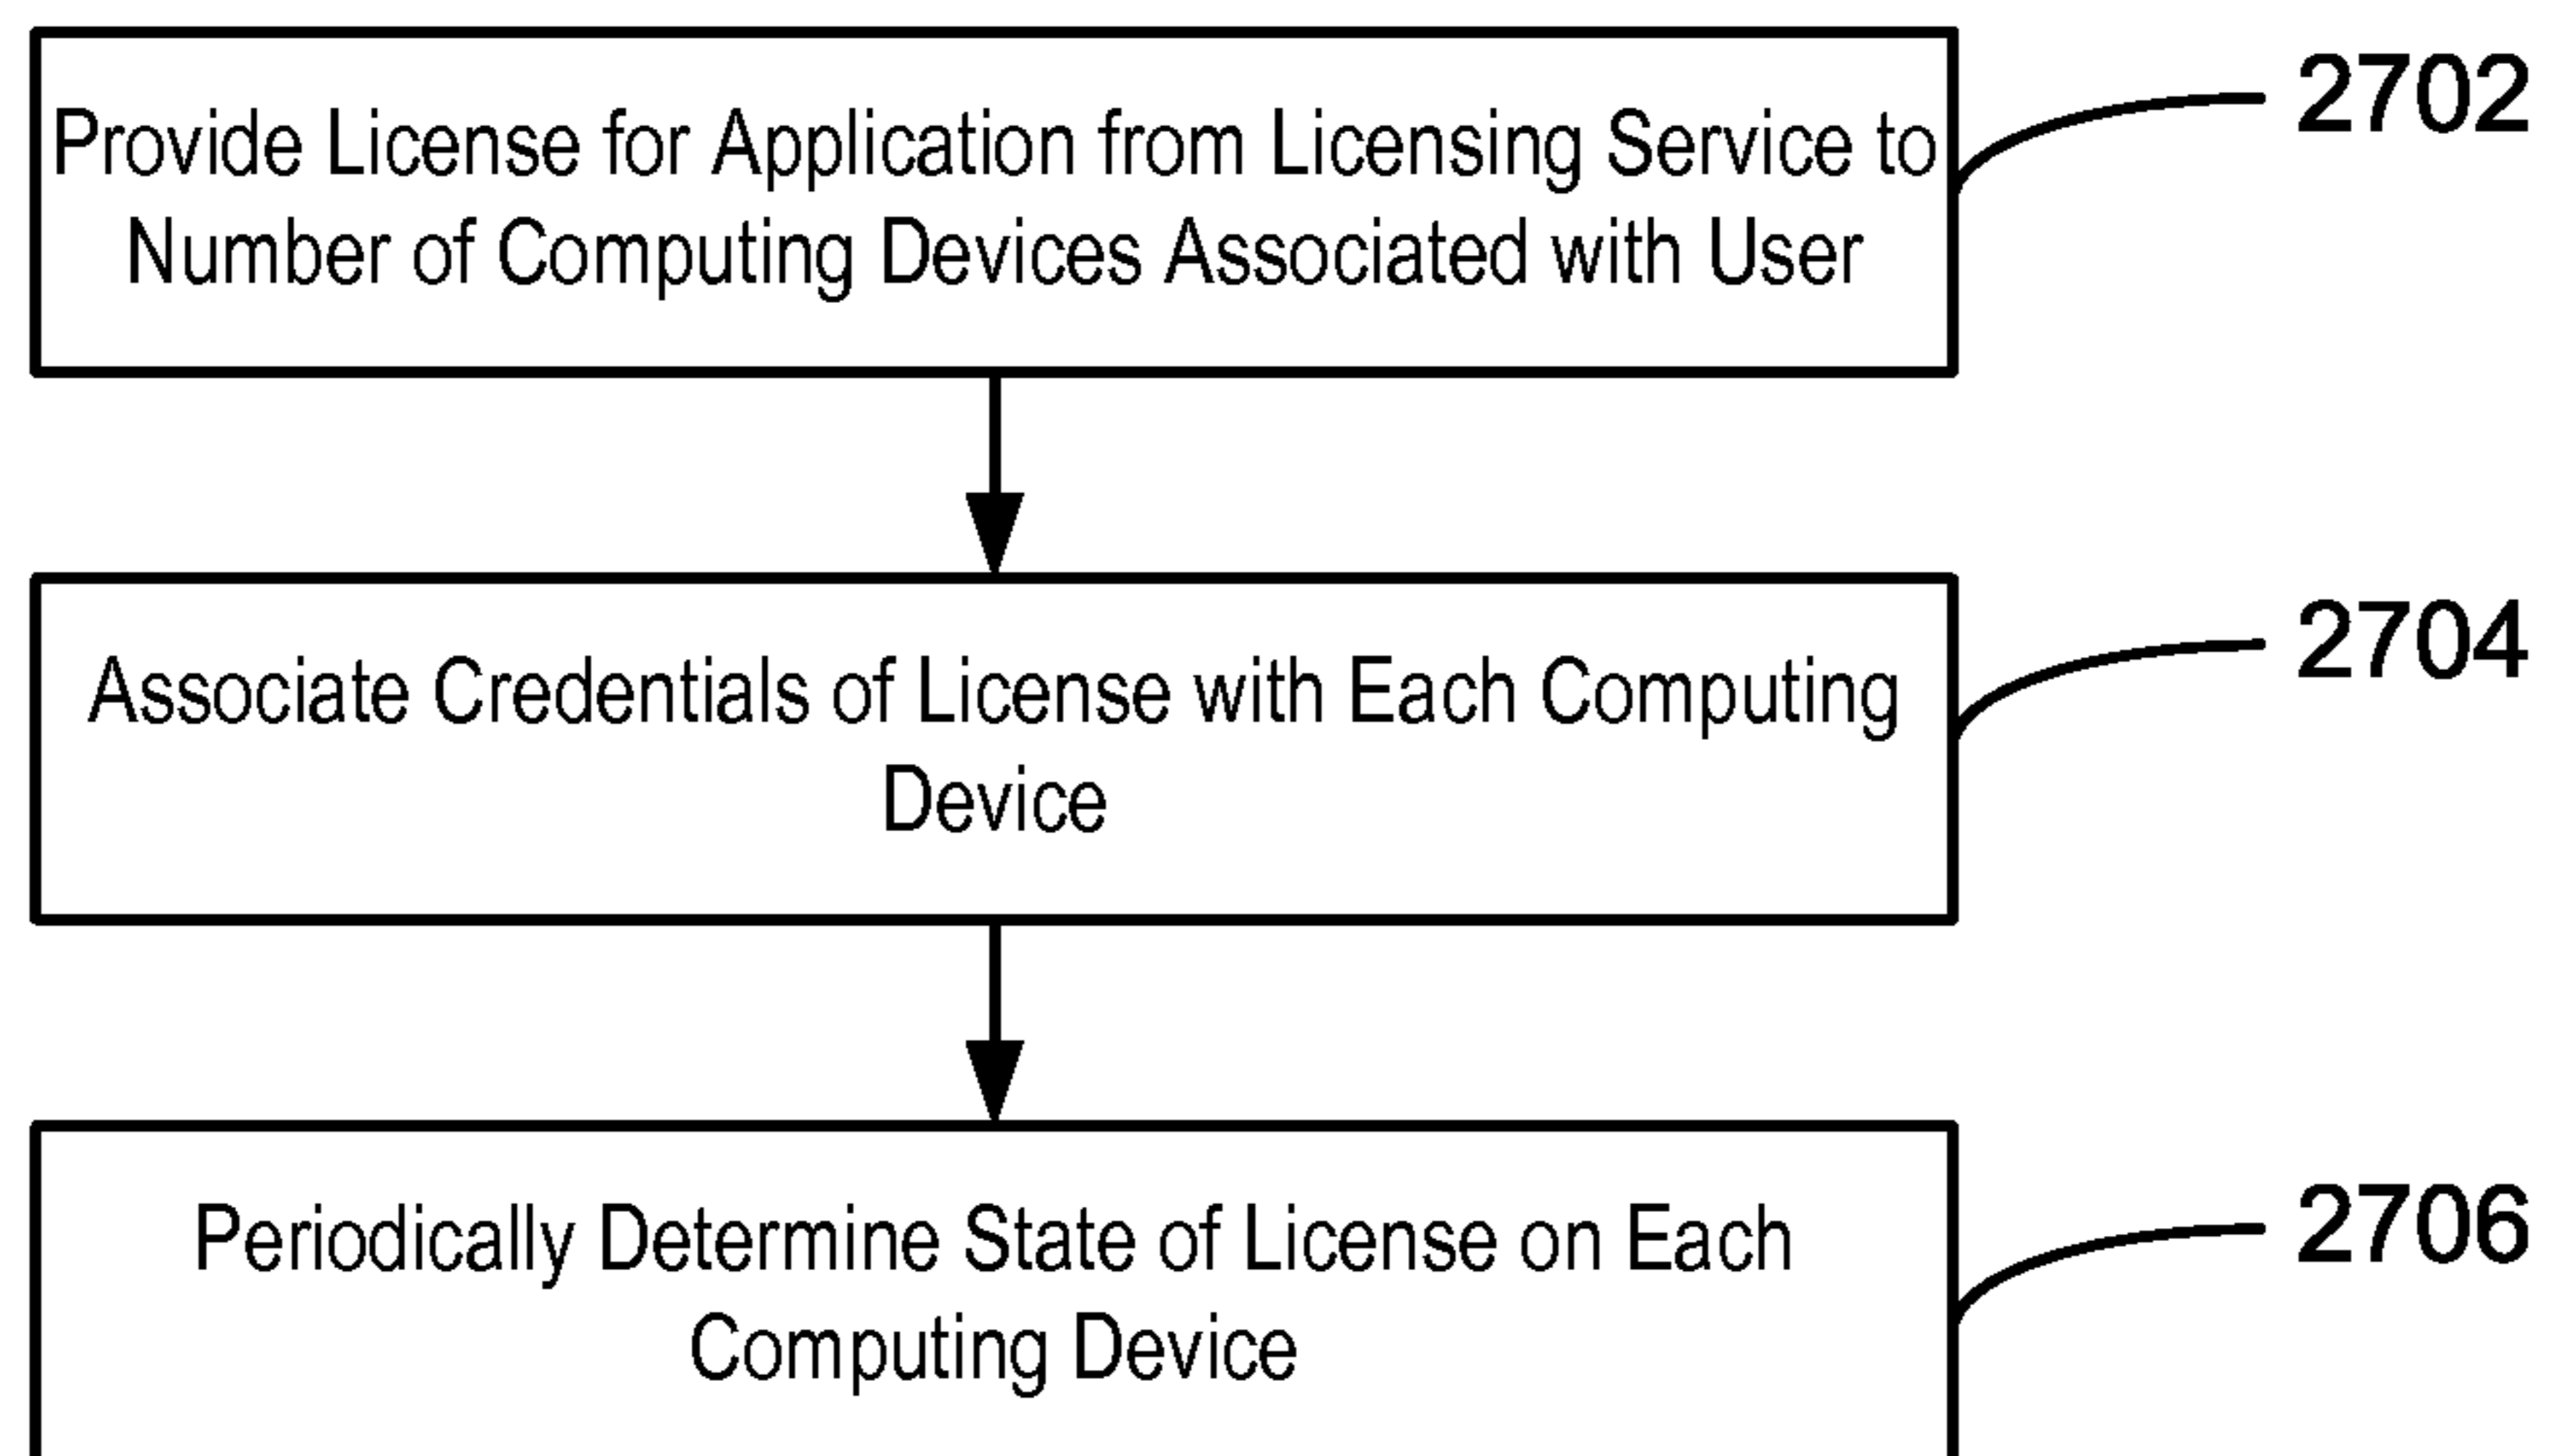 Provide License for Application from Licensing Service to
Number of Computing Devices Associated with User
2702
Associate Credentials of License with Each Computing
Device
2704
Periodically Determine State of License on Each
Computing Device
2706